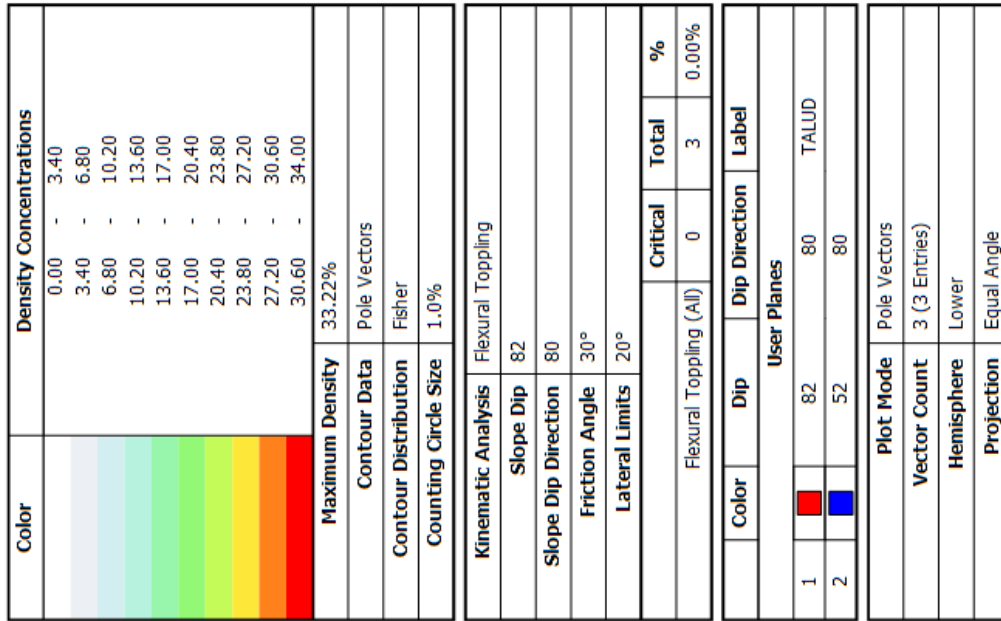 Color Density Concentrations
0.00 - 3.40
3.40 - 6.80
6.80 - 10.20
10.20 - 13.60
13.60 - 17.00
17.00 - 20.40
20.40 - 23.80
23.80 - 27.20
27.20 - 30.60
30.60 - 34.00
Maximum Density 33.22%
Contour Data Pole Vectors
Contour Distribution Fisher
Counting Circle Size 1.0%
Kinematic Analysis Flexural Toppling
Slope Dip 82
Slope Dip Direction 80
Friction Angle 30°
Lateral Limits 20°
Critical Total %
Flexural Toppling (All) 0 3 0.00%
Color Dip Dip Direction Label
User Planes
1 82 80 TALUD
2 52 80
Plot Mode Pole Vectors
Vector Count 3 (3 Entries)
Hemisphere Lower
Projection Equal Angle